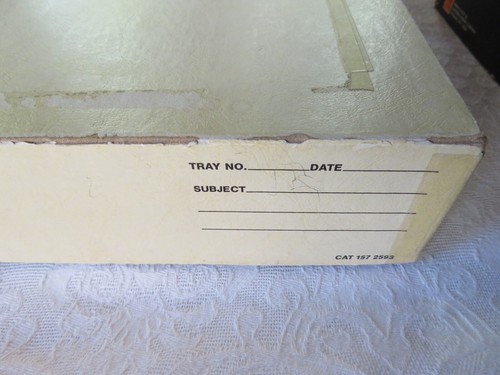 TRAY NO. DATE
SUBJECT
CAT 157 2593